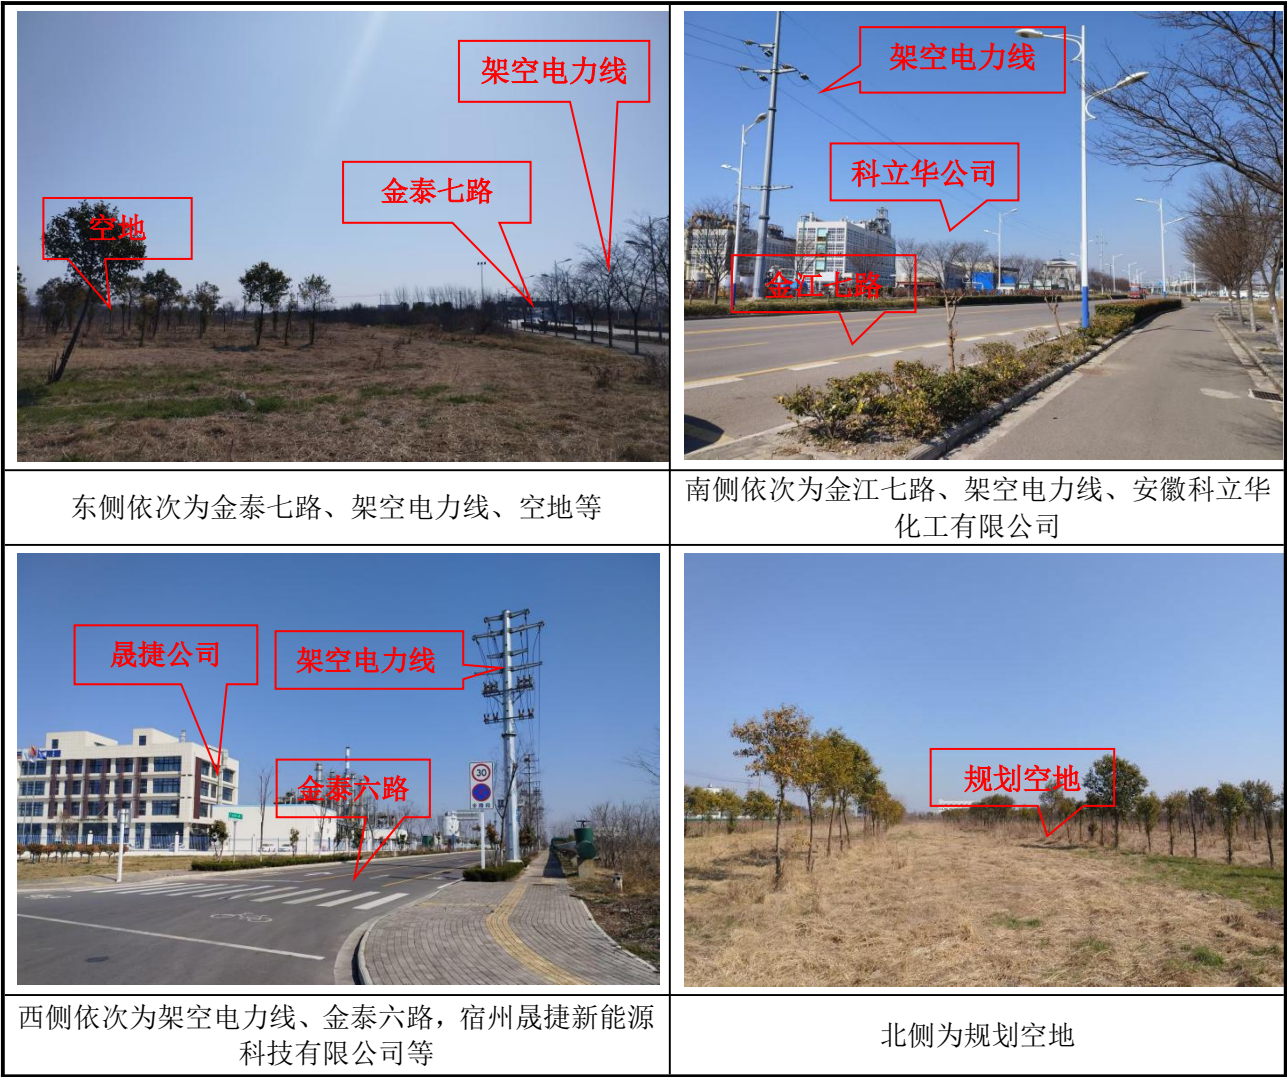 架空电力线
金泰七路
空地
架空电力线
科立华公司
金江七路
东侧依次为金泰七路、架空电力线、空地等
南侧依次为金江七路、架空电力线、安徽科立华
化工有限公司
晟捷公司
架空电力线
30
金泰六路
规划空地
西侧依次为架空电力线、金泰六路，宿州晟捷新能源
科技有限公司等
北侧为规划空地